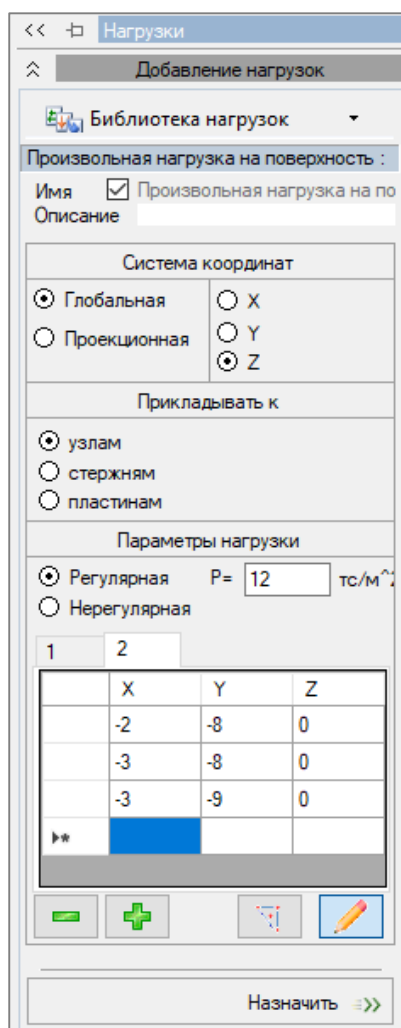 << Нагрузки
Добавление нагрузок
Библиотека нагрузок
Произвольная нагрузка на поверхность :
Имя Произвольная нагрузка на по
Описание
Система координат
Глобальная X
Проекционная Y
Z
Прикладывать к
узлам
стержням
пластинам
Параметры нагрузки
Регулярная P= 12 тс/м^2
Нерегулярная
1 2
X Y Z
-2 -8 0
-3 -8 0
-3 -9 0
Назначить